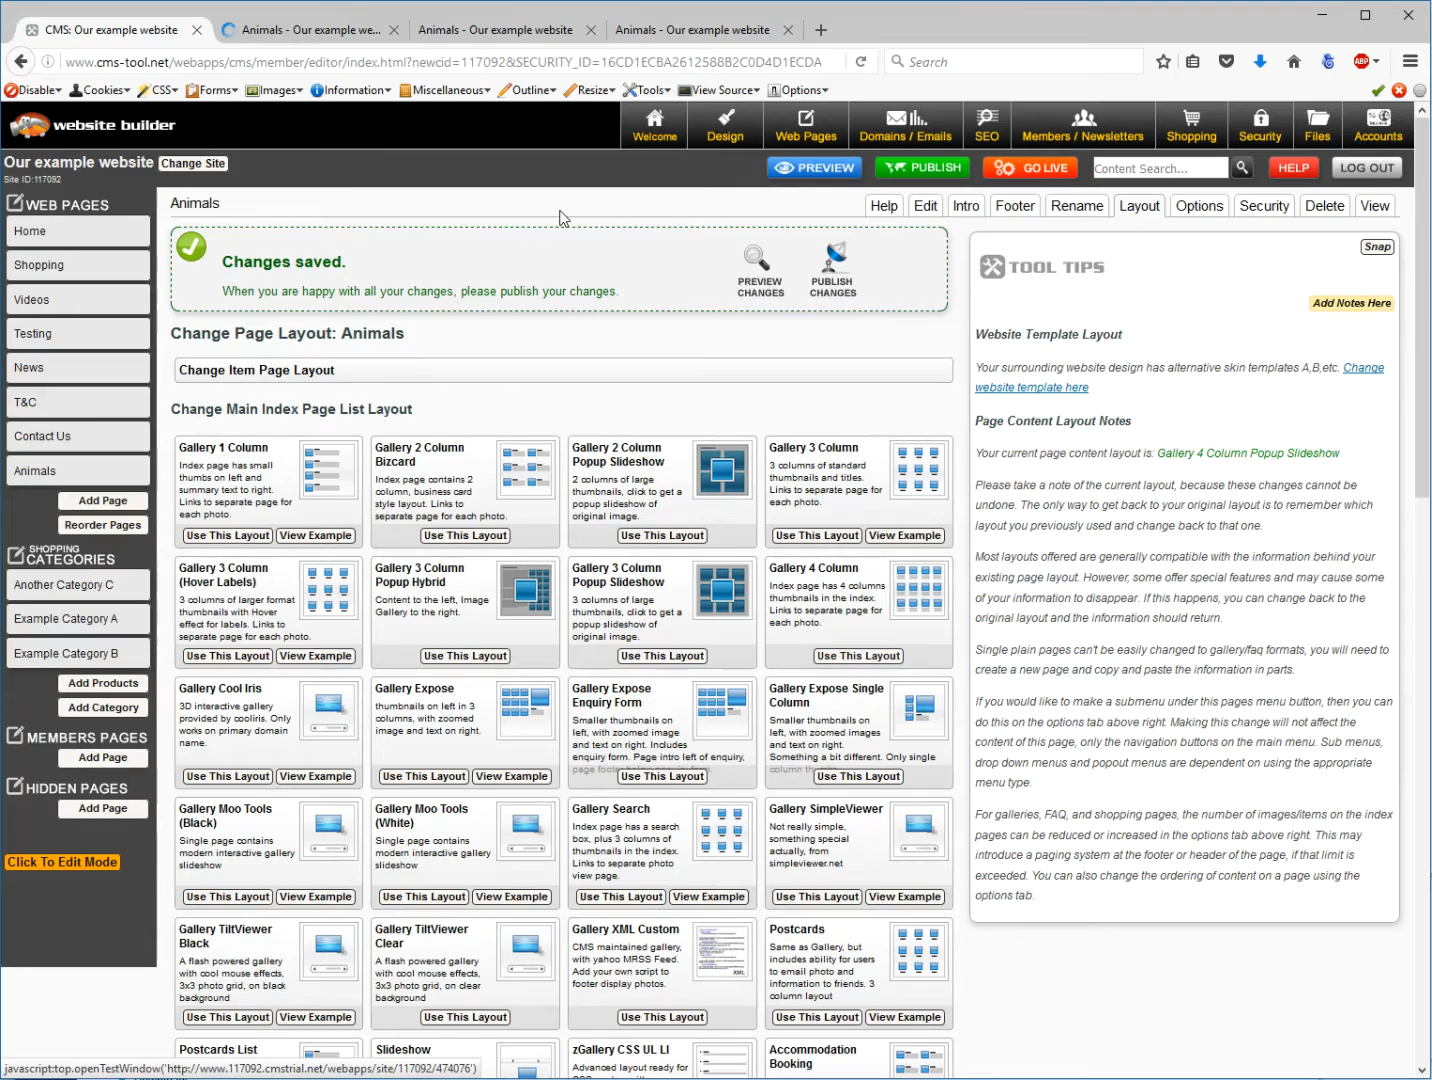 CMS: Our example website
Animals - Our example we...
Animals - Our example website
Animals - Our example website
www.cms-tool.net/webapps/cms/member/editor/index.html?newcid=117092&SECURITY_ID=16CD1ECBA2612588B2C0D4D1ECDA
Search
ABP
Disable Cookies CSS Forms Images Information Miscellaneous Outline Resize Tools View Source Options
website builder
Welcome
Design
Web Pages
Domains / Emails
SEO
Members / Newsletters
Shopping
Security
Files
Accounts
Our example website Change Site
Site ID:117092
PREVIEW
PUBLISH
GO LIVE
Content Search...
HELP
LOG OUT
WEB PAGES
Home
Shopping
Videos
Testing
News
T&C
Contact Us
Animals
Add Page
Reorder Pages
SHOPPING
CATEGORIES
Another Category C
Example Category A
Example Category B
Add Products
Add Category
MEMBERS PAGES
Add Page
HIDDEN PAGES
Add Page
Click To Edit Mode
Animals
Help Edit Intro Footer Rename Layout Options Security Delete View
Changes saved.
When you are happy with all your changes, please publish your changes.
PREVIEW
CHANGES
PUBLISH
CHANGES
Change Page Layout: Animals
Change Item Page Layout
Change Main Index Page List Layout
Gallery 1 Column
Index page has small
thumbs on left and
summary text to right.
Links to separate page for
each photo.
Use This Layout View Example
Gallery 2 Column
Bizcard
Index page contains 2
column, business card
style layout. Links to
separate page for each photo.
Use This Layout
Gallery 2 Column
Popup Slideshow
2 columns of large
thumbnails, click to get a
popup slideshow of
original image.
Use This Layout
Gallery 3 Column
3 columns of standard
thumbnails and titles.
Links to separate page for
each photo.
Use This Layout View Example
Gallery 3 Column
(Hover Labels)
3 columns of larger format
thumbnails with Hover
effect for labels. Links to
separate page for each photo.
Use This Layout View Example
Gallery 3 Column
Popup Hybrid
Content to the left, Image
Gallery to the right.
Use This Layout
Gallery 3 Column
Popup Slideshow
3 columns of large
thumbnails, click to get a
popup slideshow of
original image.
Use This Layout
Gallery 4 Column
Index page has 4 columns
thumbnails in the index.
Links to separate page for
each photo.
Use This Layout
Gallery Cool Iris
3D interactive gallery
provided by cooliris. Only
works on primary domain
name.
Use This Layout View Example
Gallery Expose
thumbnails on left in 3
columns, with zoomed
image and text on right.
Use This Layout View Example
Gallery Expose
Enquiry Form
Smaller thumbnails on
left, with zoomed image
and text on right. Includes
enquiry form. Page intro left of enquiry,
page footer below enquiry form.
Use This Layout
Gallery Expose Single
Column
Smaller thumbnails on
left, with zoomed images
and text on right.
Something a bit different. Only single
column
Use This Layout
Gallery Moo Tools
(Black)
Single page contains
modern interactive gallery
slideshow
Use This Layout View Example
Gallery Moo Tools
(White)
Single page contains
modern interactive gallery
slideshow
Use This Layout View Example
Gallery Search
Index page has a search
box, plus 3 columns of
thumbnails in the index.
Links to separate photo
view page.
Use This Layout View Example
Gallery SimpleViewer
Not really simple,
something special
actually, from
simpleviewer.net
Use This Layout View Example
Gallery TiltViewer
Black
A flash powered gallery
with cool mouse effects,
3x3 photo grid, on black
background
Use This Layout View Example
Gallery TiltViewer
Clear
A flash powered gallery
with cool mouse effects,
3x3 photo grid, on clear
background
Use This Layout
Gallery XML Custom
CMS maintained gallery,
with yahoo MRSS Feed.
Add your own script to
footer display photos.
XML
Use This Layout
Postcards
Same as Gallery, but
includes ability for users
to email photo and
information to friends. 3
column layout
Use This Layout View Example
Postcards List
Slideshow
zGallery CSS UL LI
Advanced layout ready for
Accommodation
Booking
Snap
TOOL TIPS
Add Notes Here
Website Template Layout
Your surrounding website design has alternative skin templates A,B,etc. Change
website template here
Page Content Layout Notes
Your current page content layout is: Gallery 4 Column Popup Slideshow
Please take a note of the current layout, because these changes cannot be
undone. The only way to get back to your original layout is to remember which
layout you previously used and change back to that one.
Most layouts offered are generally compatible with the information behind your
existing page layout. However, some offer special features and may cause some
of your information to disappear. If this happens, you can change back to the
original layout and the information should return.
Single plain pages can't be easily changed to gallery/faq formats, you will need to
create a new page and copy and paste the information in parts.
If you would like to make a submenu under this pages menu button, then you can
do this on the options tab above right. Making this change will not affect the
content of this page, only the navigation buttons on the main menu. Sub menus,
drop down menus and popout menus are dependent on using the appropriate
menu type.
For galleries, FAQ, and shopping pages, the number of images/items on the index
pages can be reduced or increased in the options tab above right. This may
introduce a paging system at the footer or header of the page, if that limit is
exceeded. You can also change the ordering of content on a page using the
options tab.
javascript:top.openTestWindow('http://www.117092.cmstrial.net/webapps/site/117092/474076')